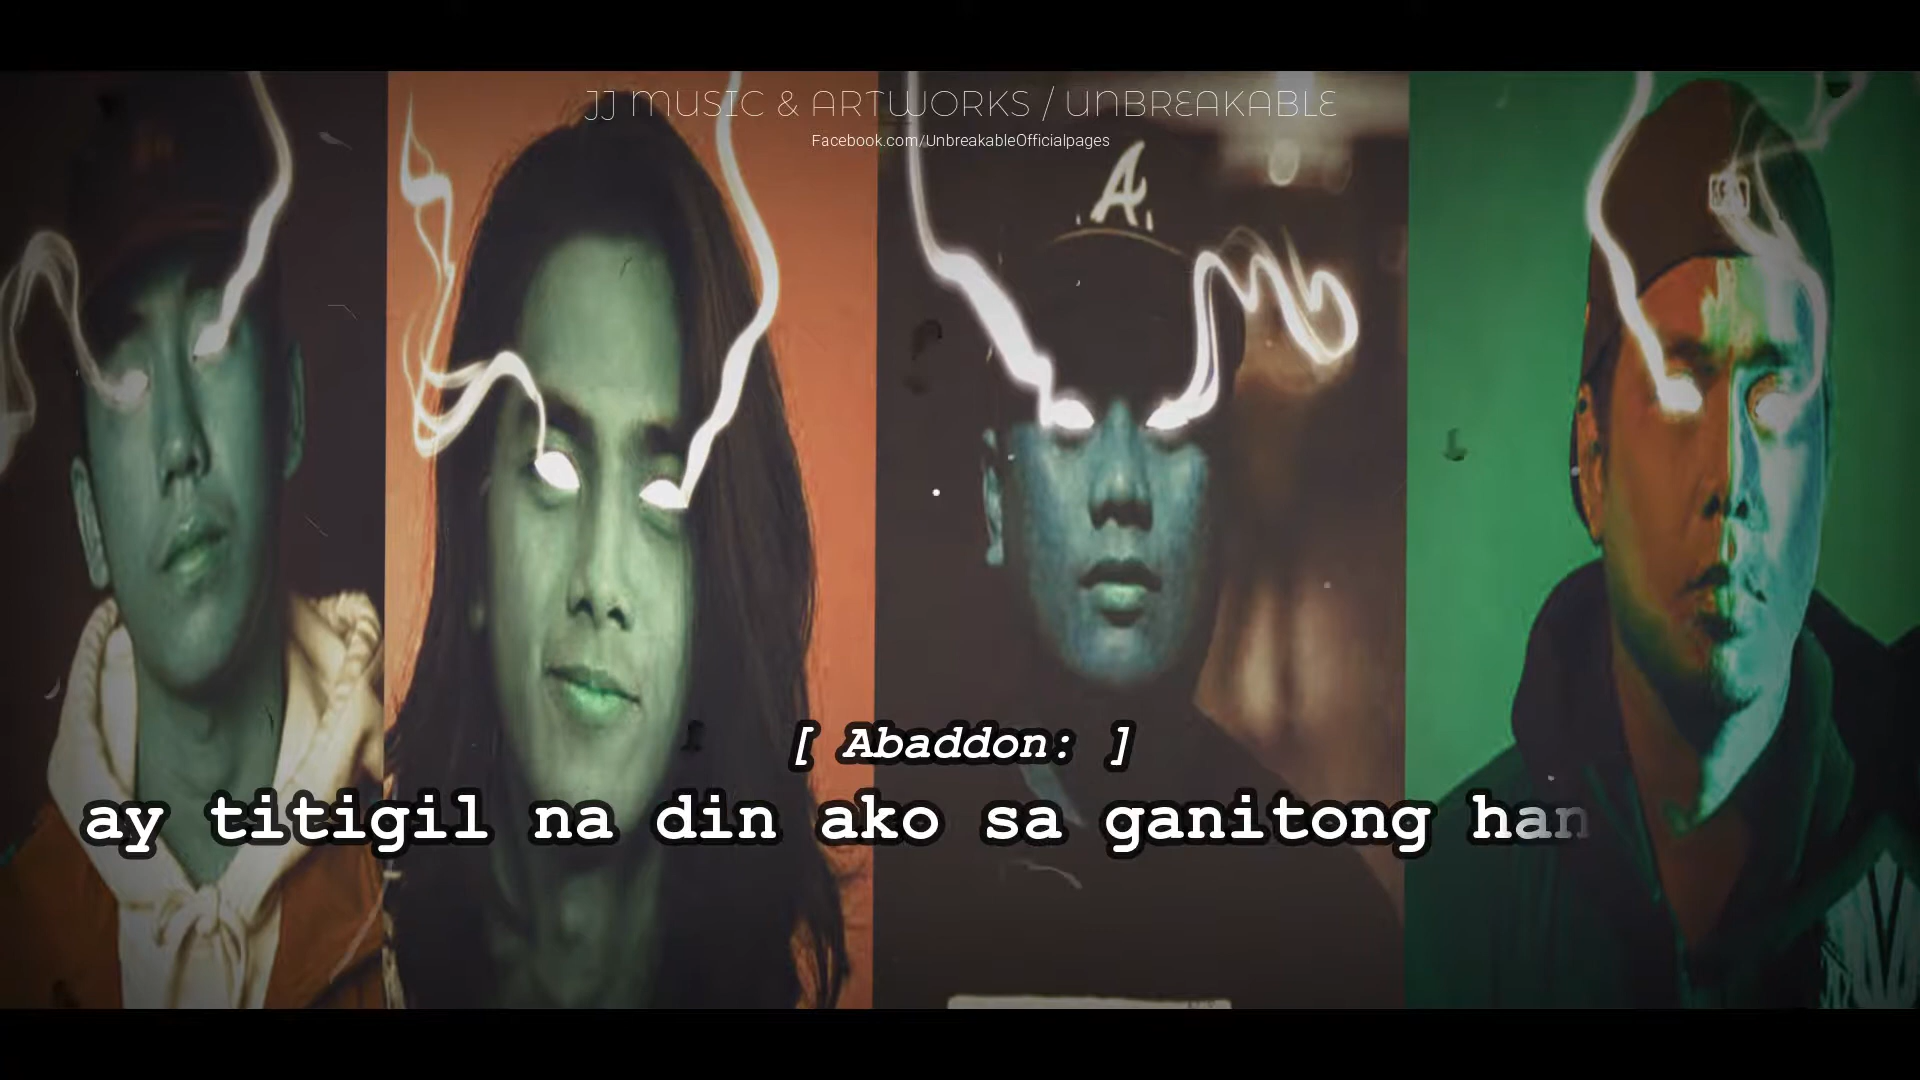 JJ MUSIC & ARTWORKS / UNBREAKABLE
Facebook.com/UnbreakableOfficialpages
A
[ Abaddon: ]
ay titigil na din ako sa ganitong han